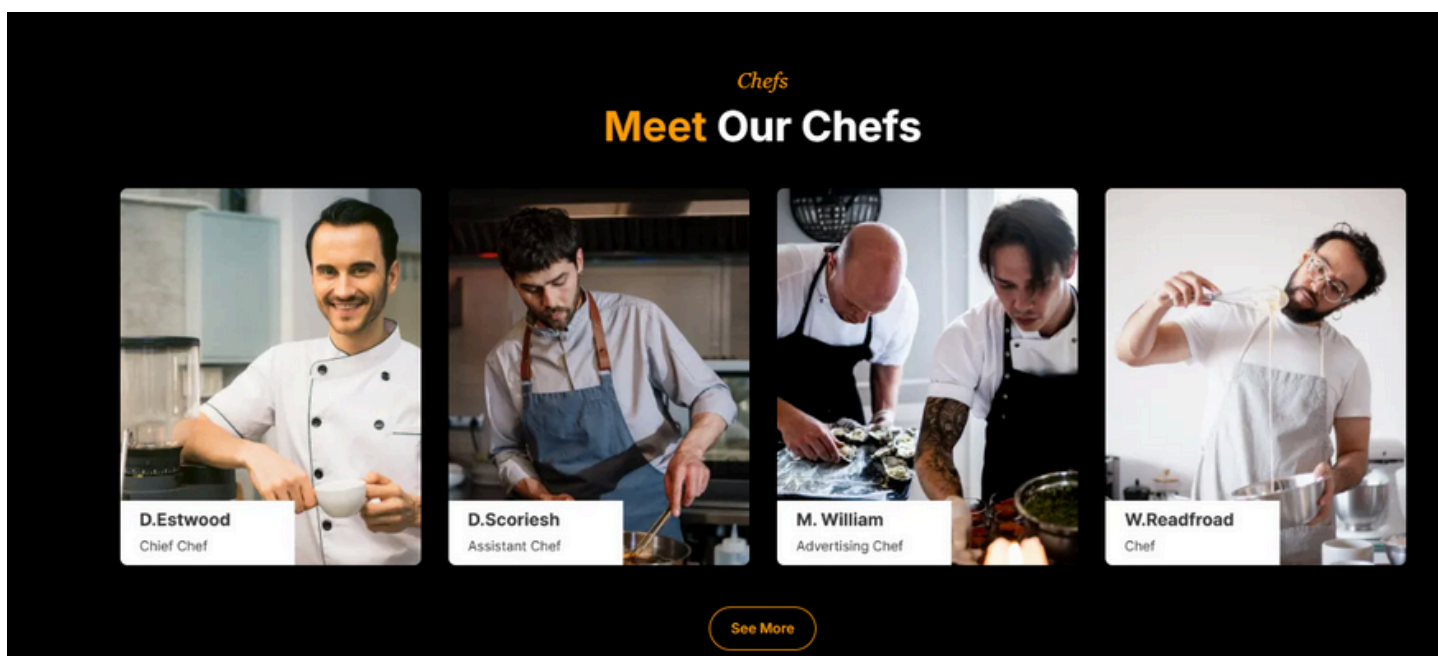 Chefs
Meet Our Chefs
D.Estwood
Chief Chef
D.Scoriesh
Assistant Chef
M. William
Advertising Chef
W.Readfroad
Chef
See More